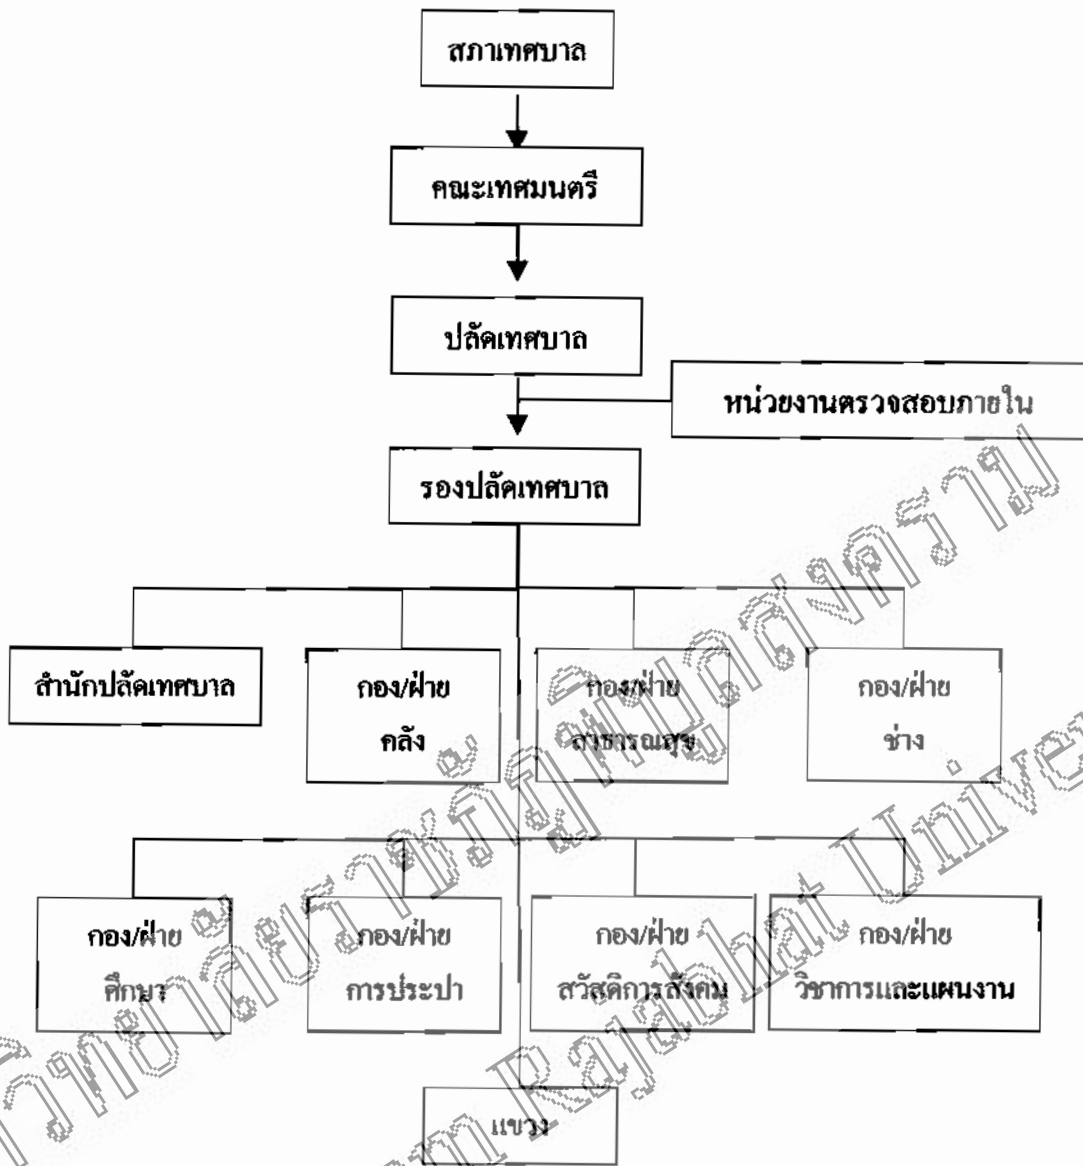 สภาเทศบาล
คณะเทศมนตรี
ปลัดเทศบาล
หน่วยงานตรวจสอบภายใน
รองปลัดเทศบาล
สำนักปลัดเทศบาล
กอง/ฝ่าย
คลัง
กอง/ฝ่าย
สาธารณสุข
กอง/ฝ่าย
ช่าง
กอง/ฝ่าย
ศึกษา
กอง/ฝ่าย
การประปา
กอง/ฝ่าย
สวัสดิการสังคม
กอง/ฝ่าย
วิชาการและแผนงาน
แขวง
Rajabhat